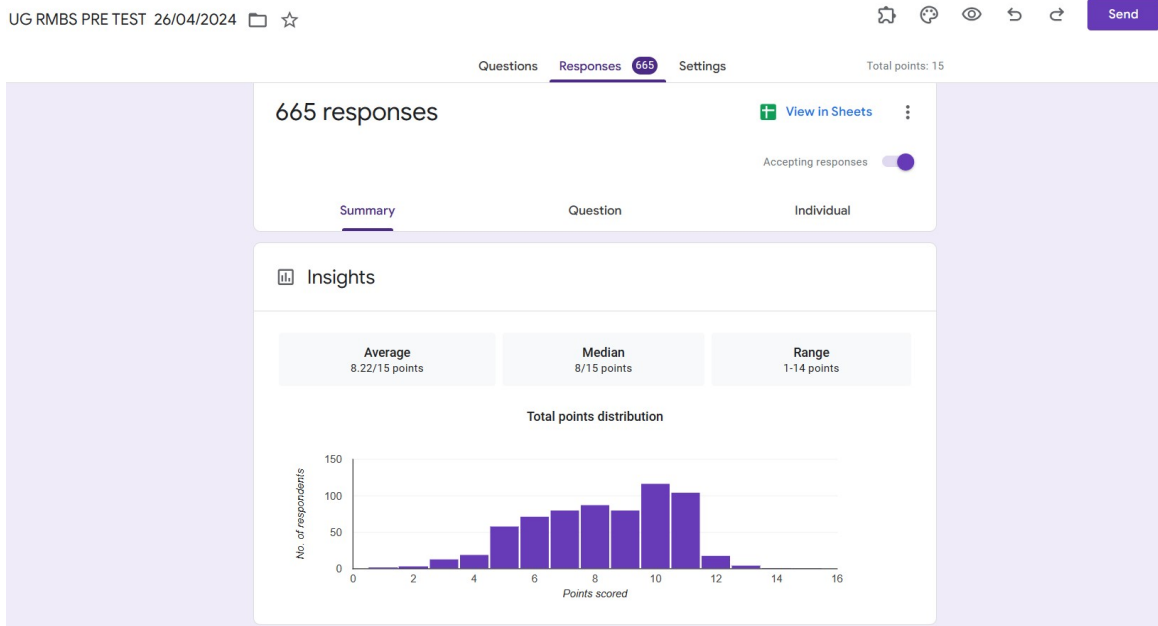 UG RMBS PRE TEST 26/04/2024
Send
Questions Responses 665 Settings Total points: 15
665 responses
View in Sheets
Accepting responses
Summary Question Individual
Insights
Average Median Range
8.22/15 points 8/15 points 1-14 points
Total points distribution
No. of respondents
150
100
50
0
0 2 4 6 8 10 12 14 16
Points scored